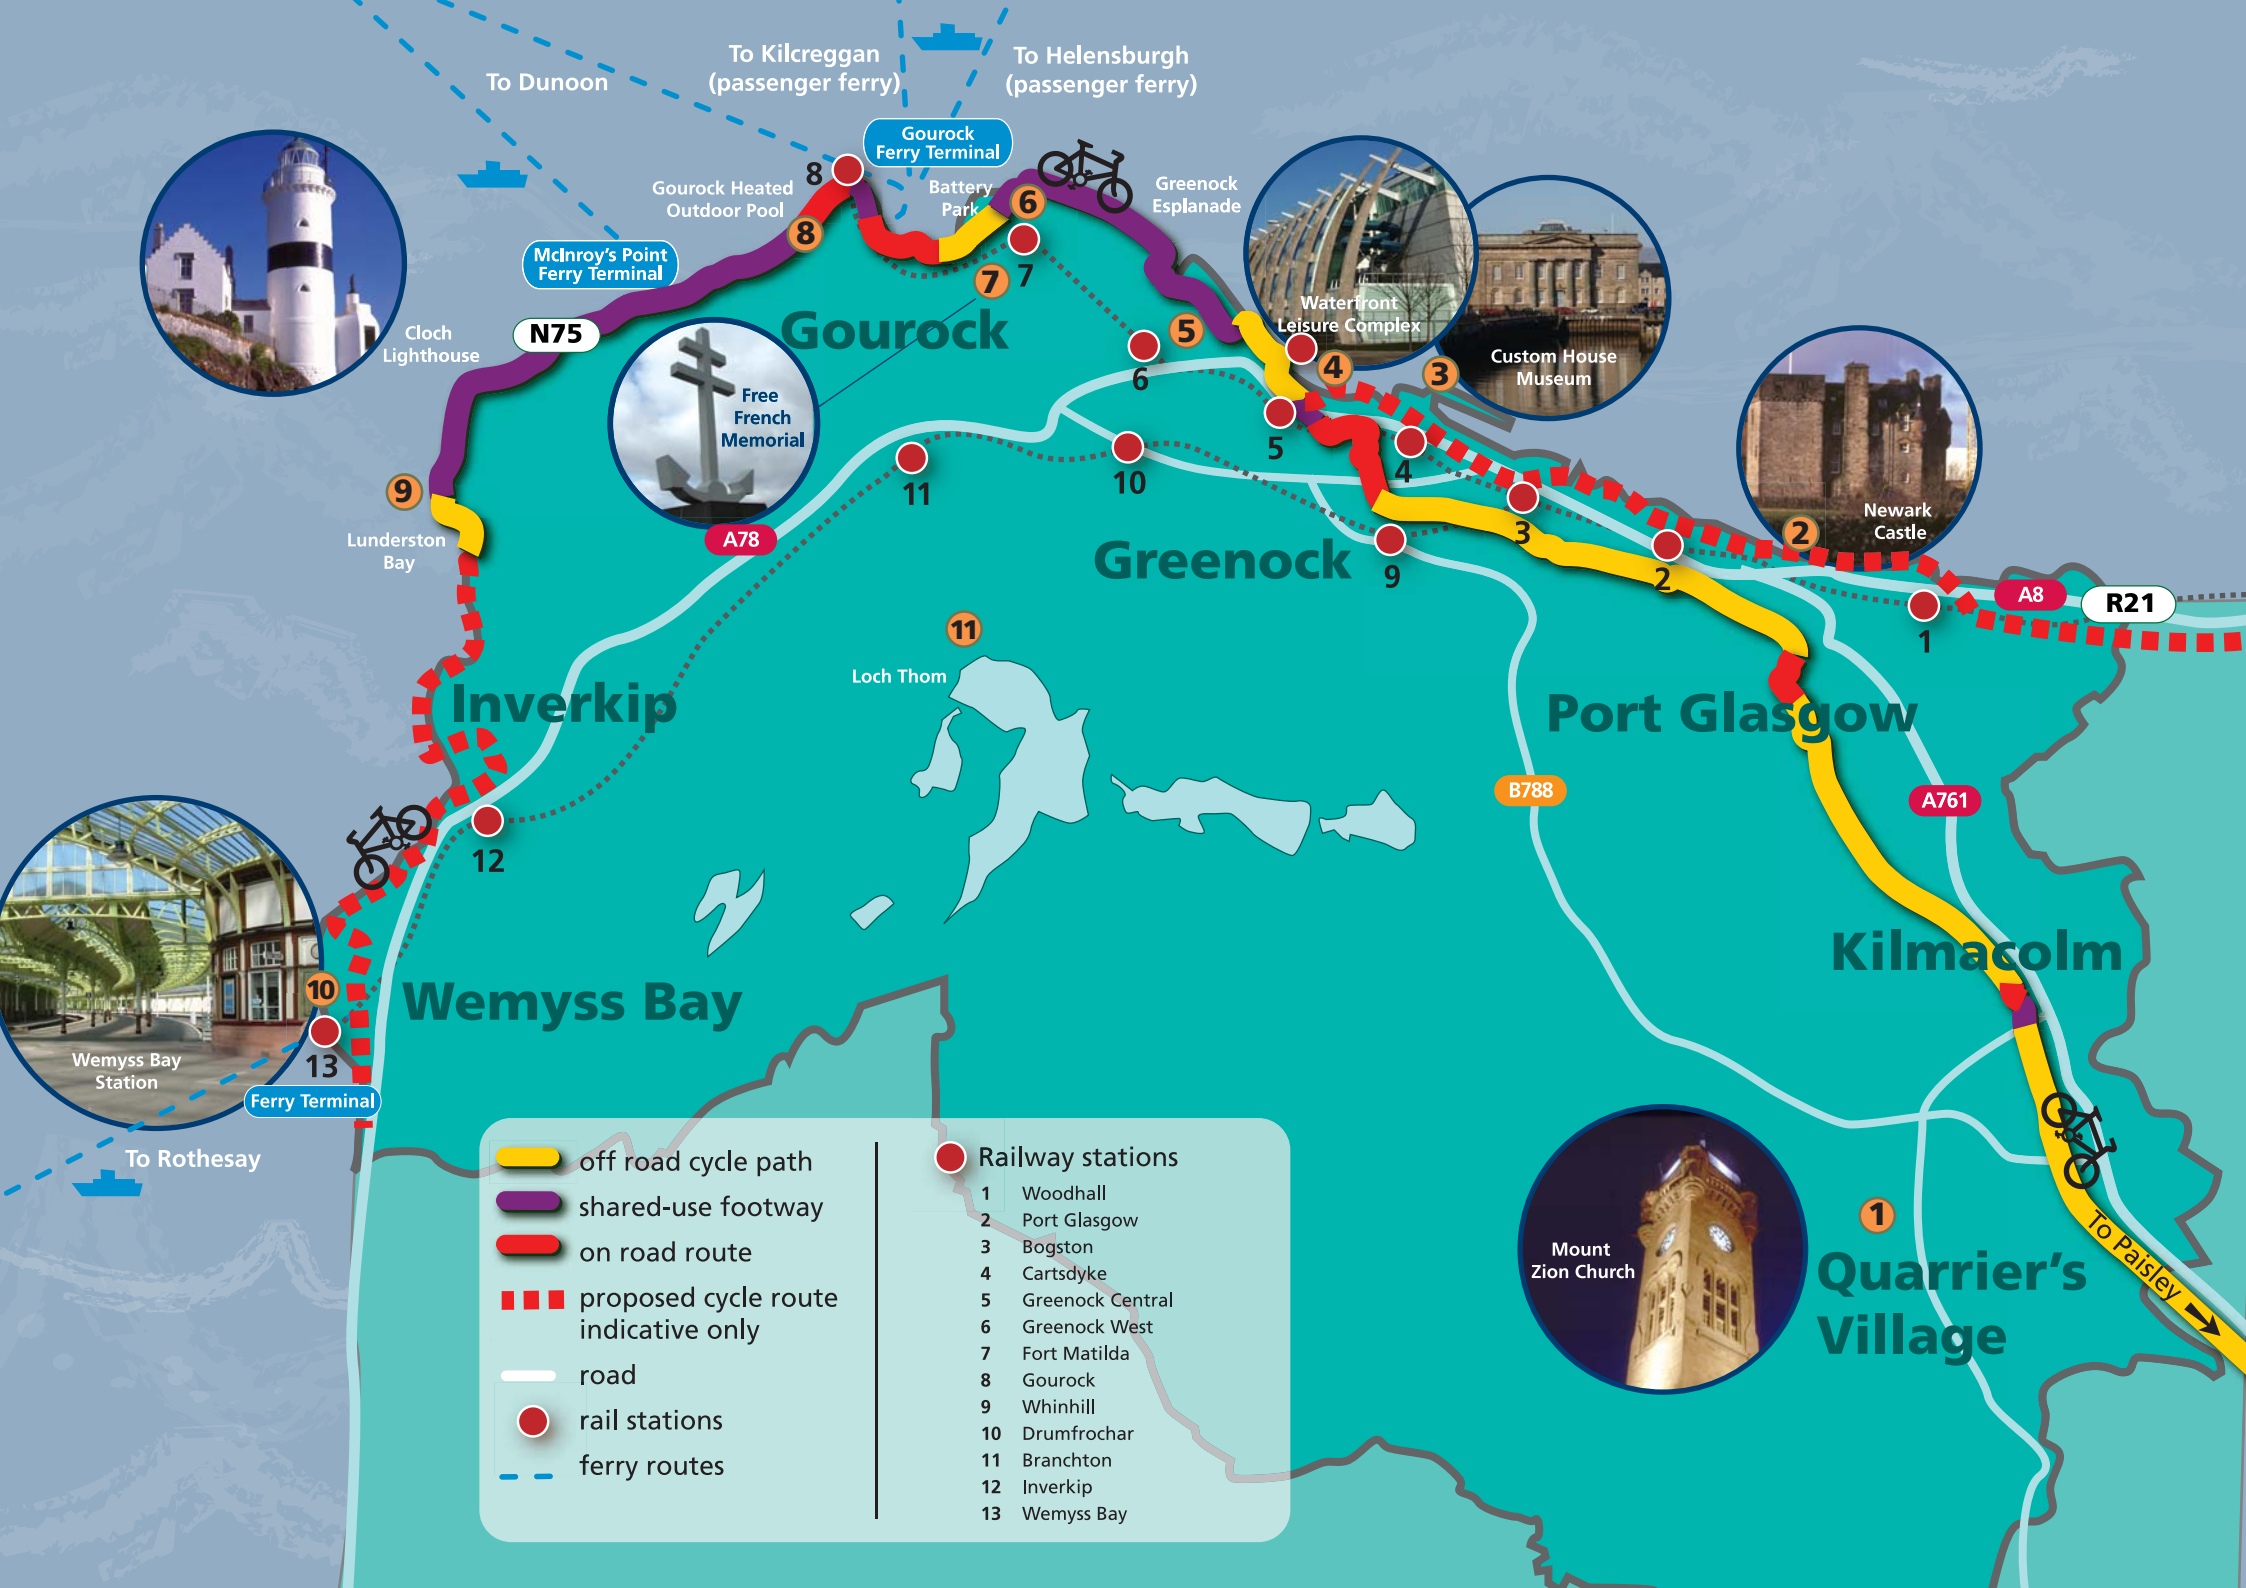 To Dunoon
To Kilcreggan
(passenger ferry)
To Helensburgh
(passenger ferry)
Gourock
Ferry Terminal
8
Gourock Heated
Outdoor Pool
8
Battery
Park
6
7
7
Greenock
Esplanade
McInroy's Point
Ferry Terminal
Cloch
Lighthouse
N75
Gourock
Free
French
Memorial
5
6
Waterfront
Leisure Complex
4
3
Custom House
Museum
5
4
10
11
9
Lunderston
Bay
A78
Greenock
9
3
2
2
Newark
Castle
A8
R21
1
11
Loch Thom
Inverkip
Port Glasgow
B788
A761
12
Kilmacolm
Wemyss Bay
10
13
Wemyss Bay
Station
Ferry Terminal
To Rothesay
Mount
Zion Church
1
Quarrier's
Village
To Paisley
off road cycle path
shared-use footway
on road route
proposed cycle route
indicative only
road
rail stations
ferry routes
Railway stations
1 Woodhall
2 Port Glasgow
3 Bogston
4 Cartsdyke
5 Greenock Central
6 Greenock West
7 Fort Matilda
8 Gourock
9 Whinhill
10 Drumfrochar
11 Branchton
12 Inverkip
13 Wemyss Bay